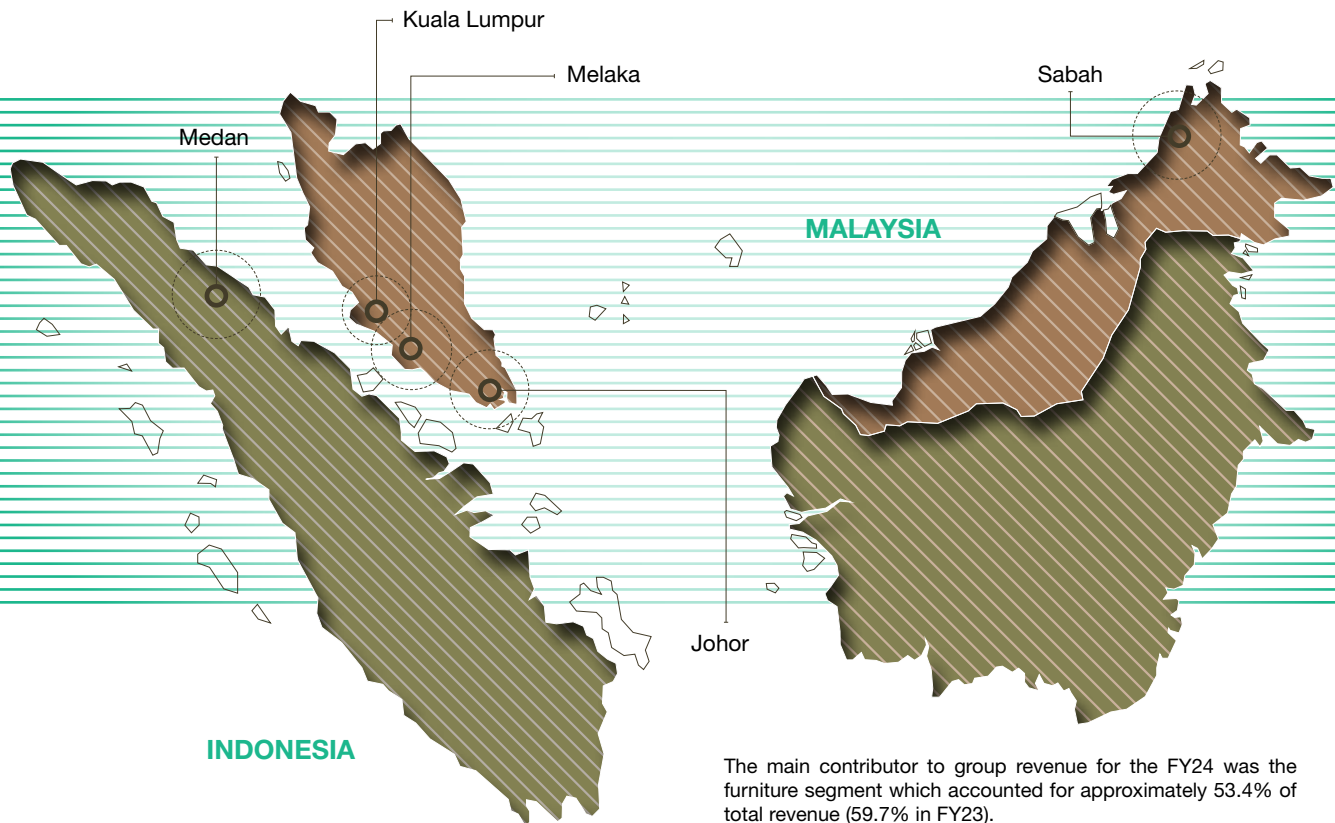 Kuala Lumpur
Melaka
Sabah
Medan
MALAYSIA
Johor
INDONESIA
The main contributor to group revenue for the FY24 was the
furniture segment which accounted for approximately 53.4% of
total revenue (59.7% in FY23).